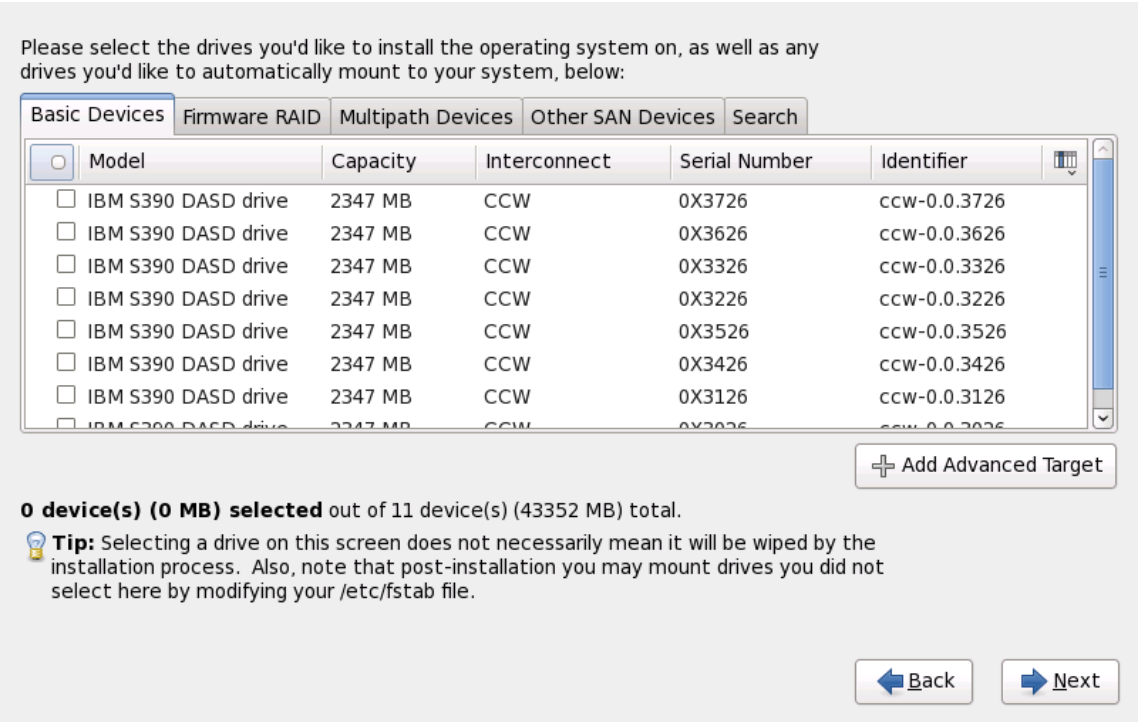 Please select the drives you'd like to install the operating system on, as well as any
drives you'd like to automatically mount to your system, below:
Basic Devices Firmware RAID Multipath Devices Other SAN Devices Search
Model Capacity Interconnect Serial Number Identifier
IBM S390 DASD drive 2347 MB CCW 0X3726 ccw-0.0.3726
IBM S390 DASD drive 2347 MB CCW 0X3626 ccw-0.0.3626
IBM S390 DASD drive 2347 MB CCW 0X3326 ccw-0.0.3326
IBM S390 DASD drive 2347 MB CCW 0X3226 ccw-0.0.3226
IBM S390 DASD drive 2347 MB CCW 0X3526 ccw-0.0.3526
IBM S390 DASD drive 2347 MB CCW 0X3426 ccw-0.0.3426
IBM S390 DASD drive 2347 MB CCW 0X3126 ccw-0.0.3126
IBM S390 DASD drive 2347 MB CCW
Add Advanced Target
0 device(s) (0 MB) selected out of 11 device(s) (43352 MB) total.
Tip: Selecting a drive on this screen does not necessarily mean it will be wiped by the
installation process. Also, note that post-installation you may mount drives you did not
select here by modifying your /etc/fstab file.
Back Next